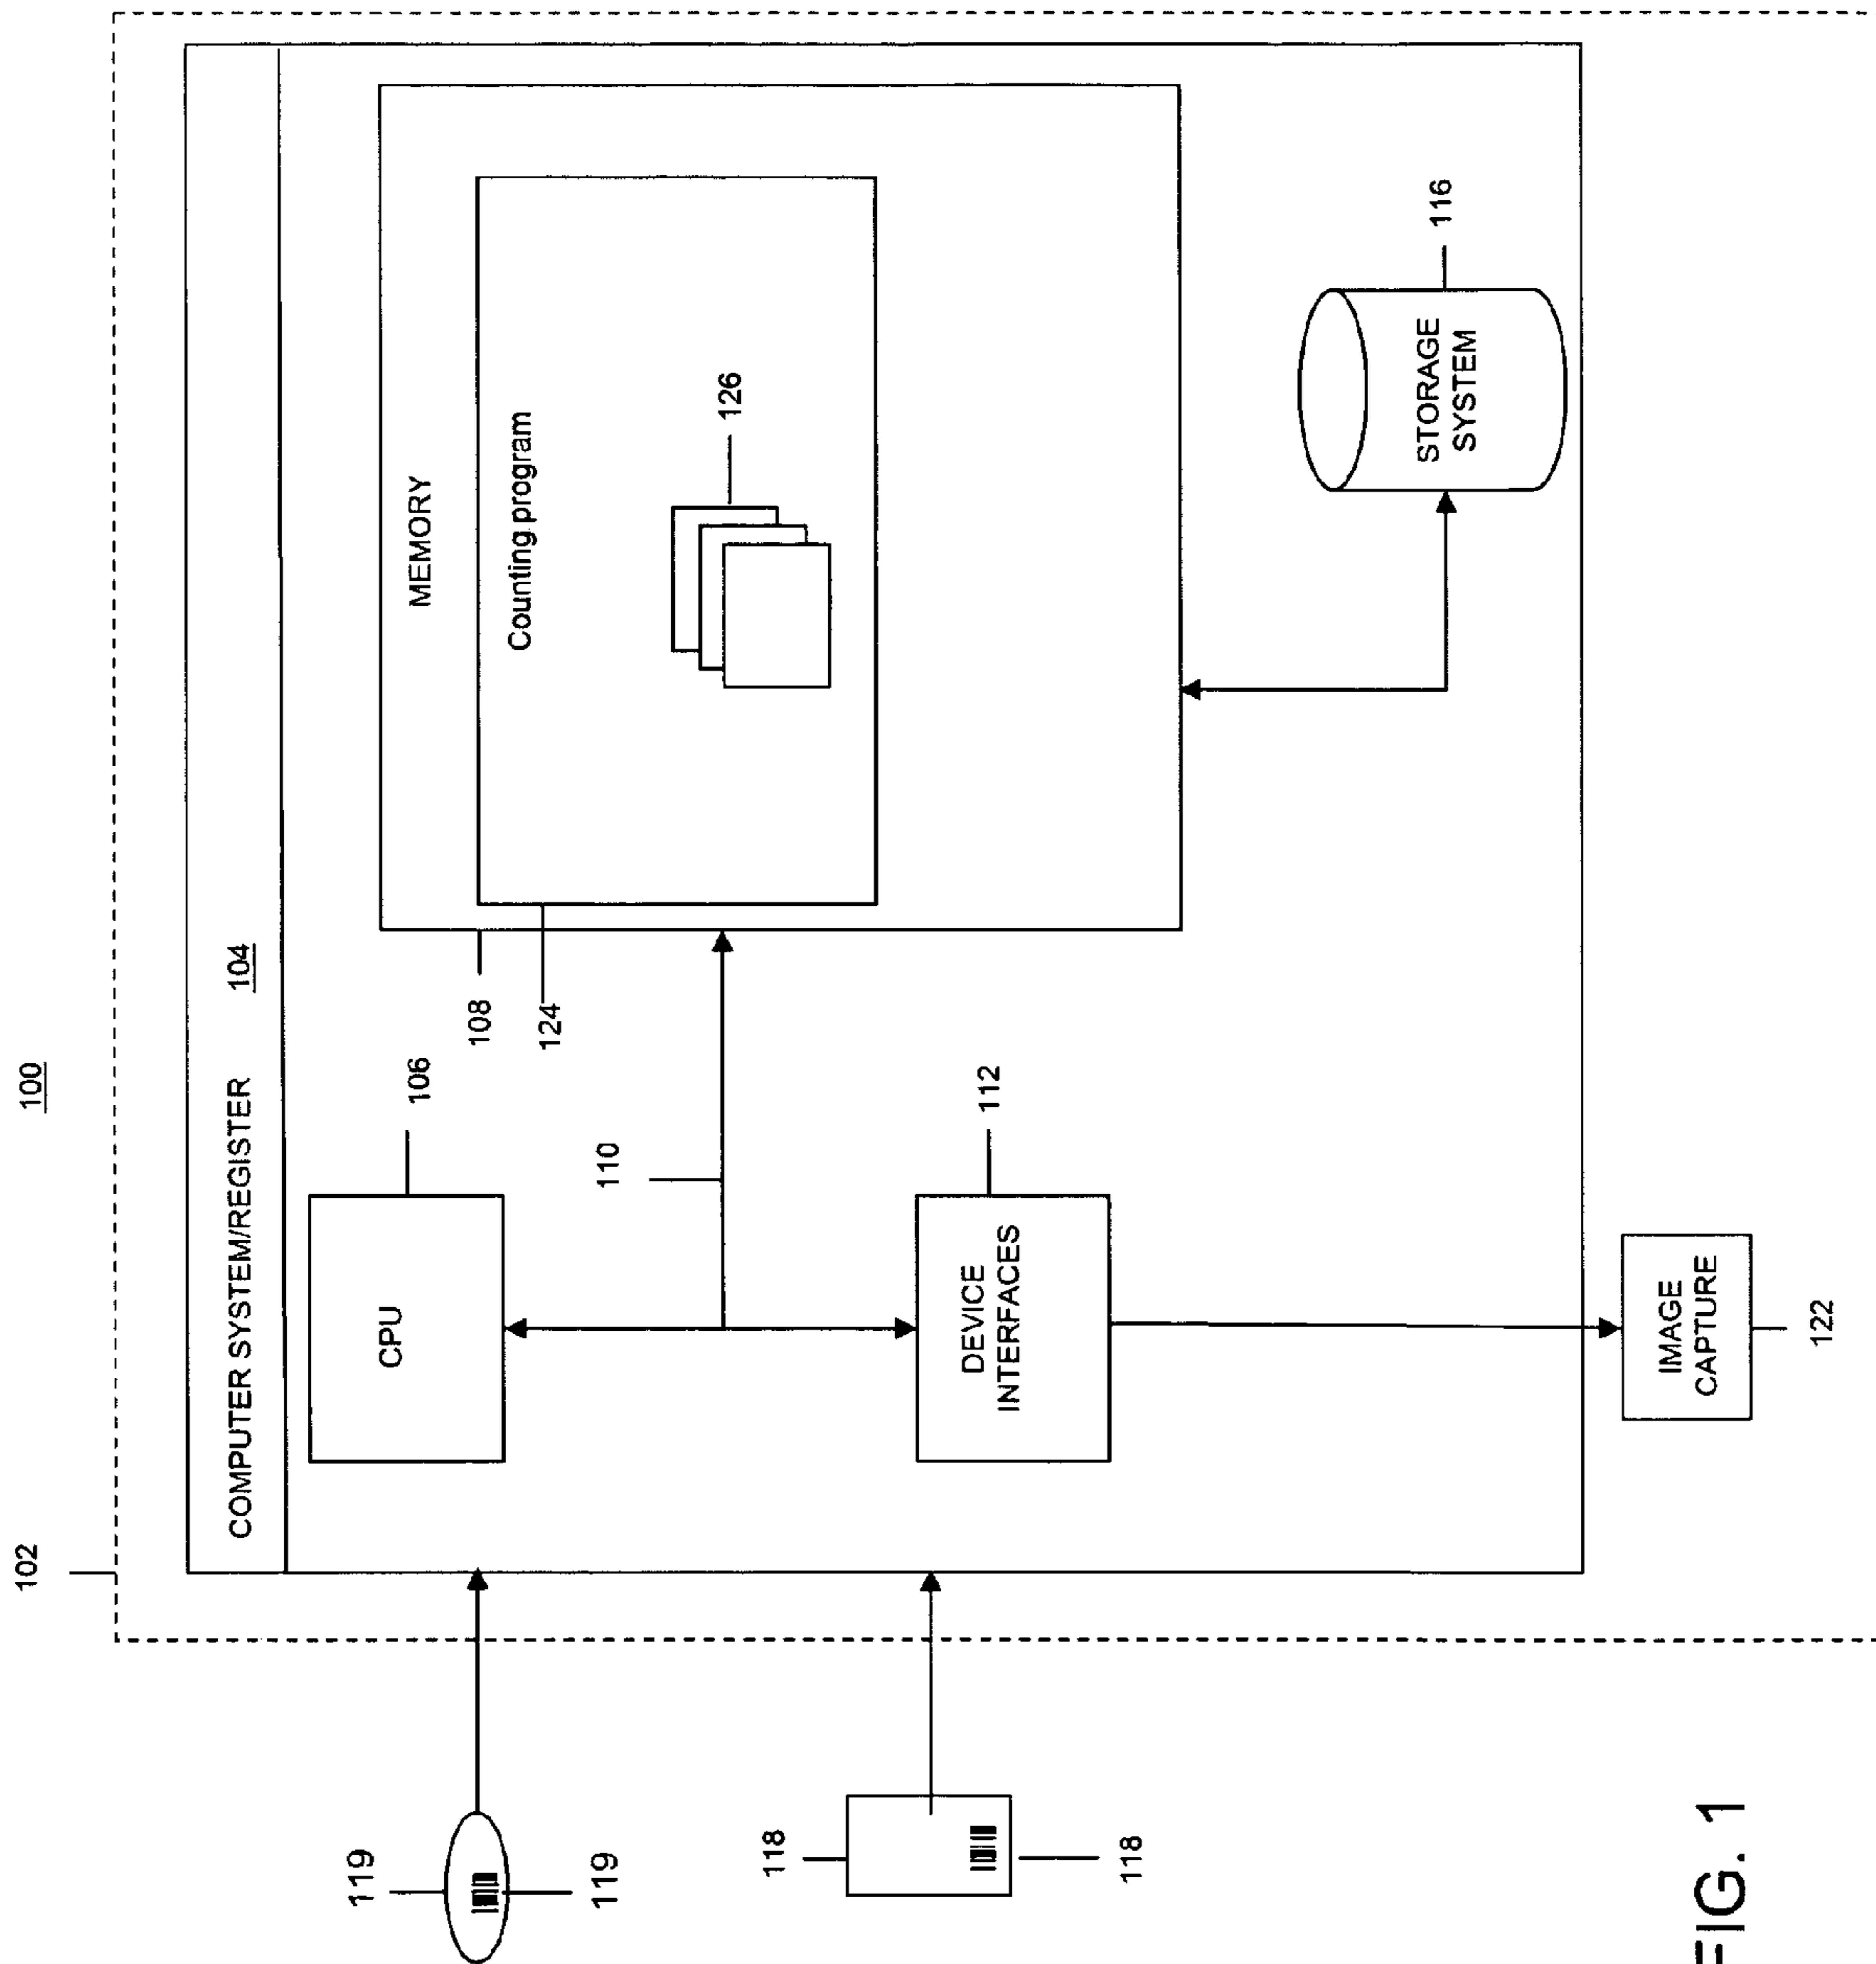 100
102
COMPUTER SYSTEM/REGISTER 104
119
119
CPU
106
MEMORY
108
Counting program
124
126
110
118
118
DEVICE
INTERFACES
112
STORAGE
SYSTEM
116
IMAGE
CAPTURE
122
FIG. 1